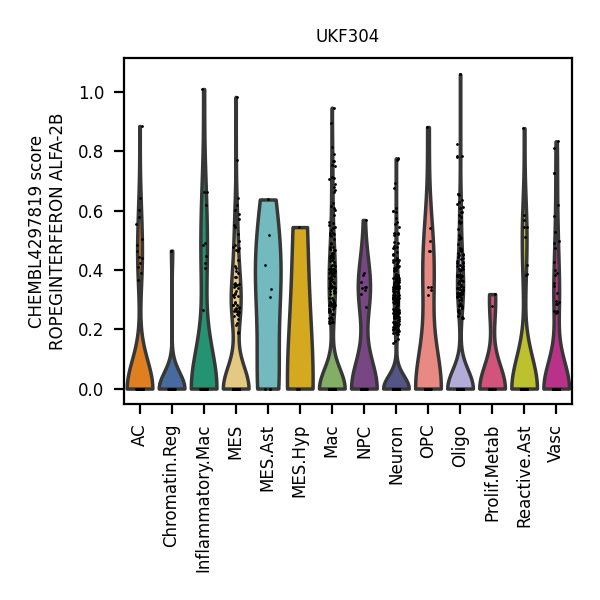 UKF304
CHEMBL4297819 score
ROPEGINTERFERON ALFA-2B
1.0
0.8
0.6
0.4
0.2
0.0
AC
Chromatin.Reg
Inflammatory.Mac
MES
MES.Ast
MES.Hyp
Mac
NPC
Neuron
OPC
Oligo
Prolif.Metab
Reactive.Ast
Vasc